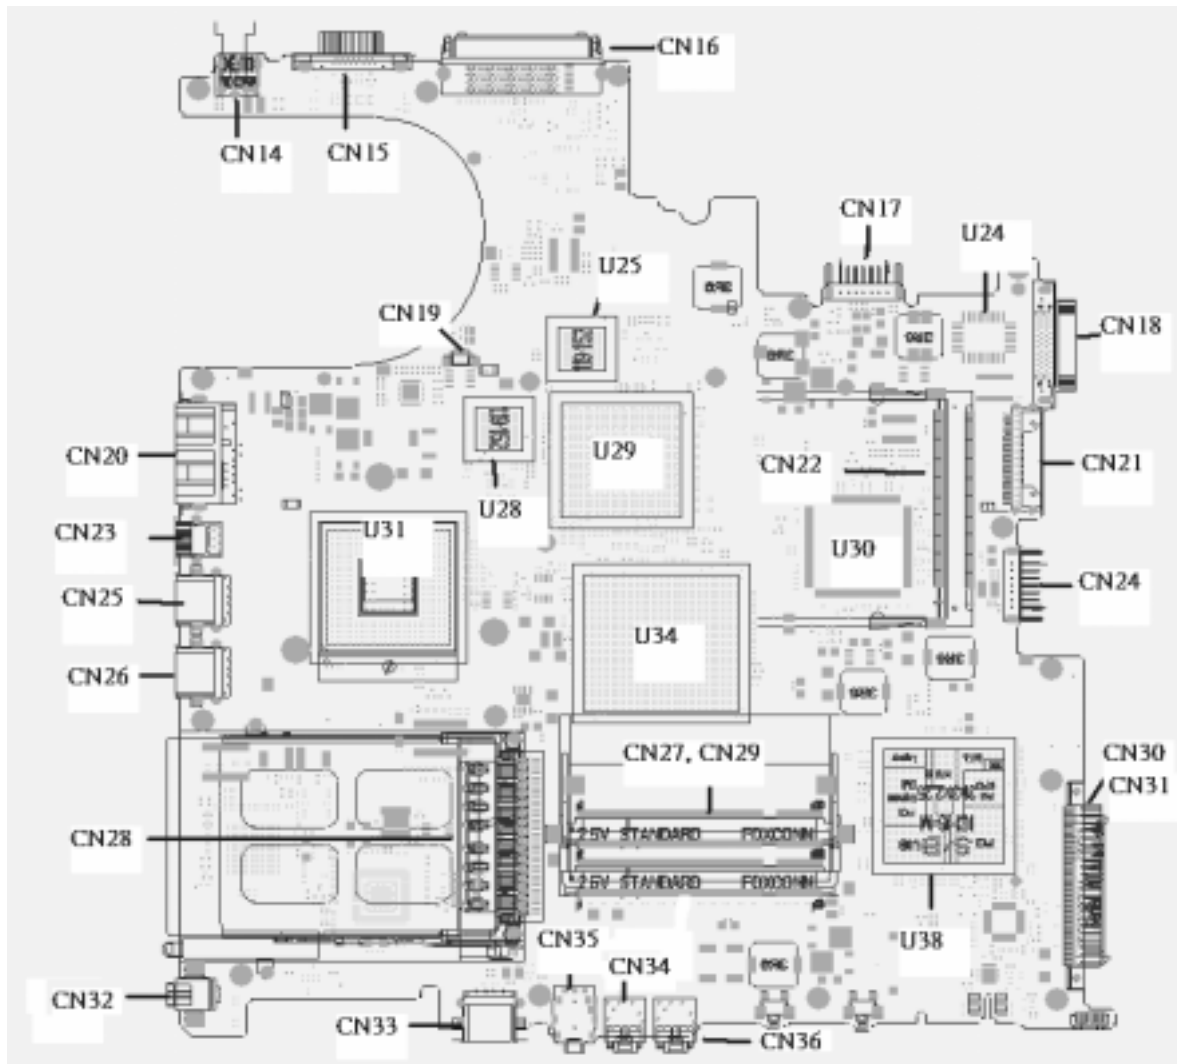 CN16
CN14
CN15
CN17
U24
U25
CN19
CN18
CN20
U29
CN22
CN21
U28
CN23
U31
U30
CN25
CN24
U34
CN26
CN27, CN29
CN30
CN31
CN28
2.5V STANDARD FOXCONN
2.5V STANDARD FOXCONN
CN35
U38
CN34
CN32
CN33
CN36